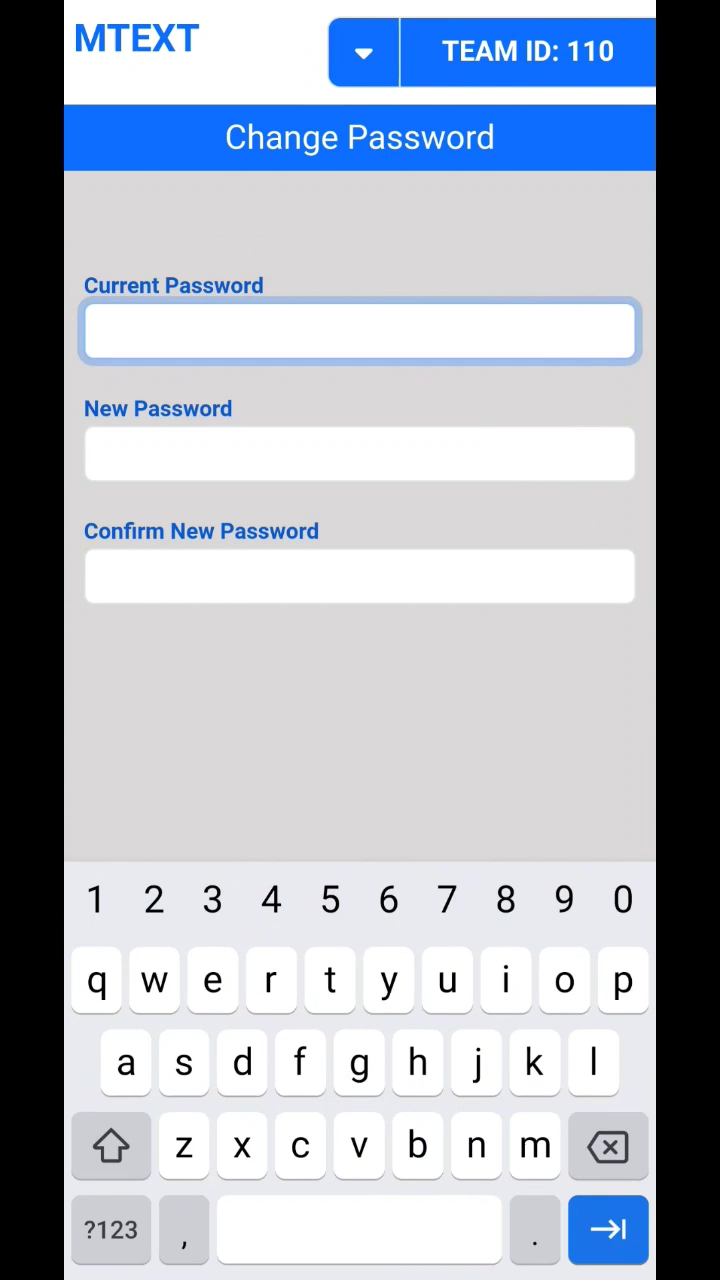 MTEXT
TEAM ID: 110
Change Password
Current Password
New Password
Confirm New Password
1 2 3 4 5 6 7 8 9 0
q w e r t y u i o p
a s d f g h j k l
z x c v b n m
?123 , .